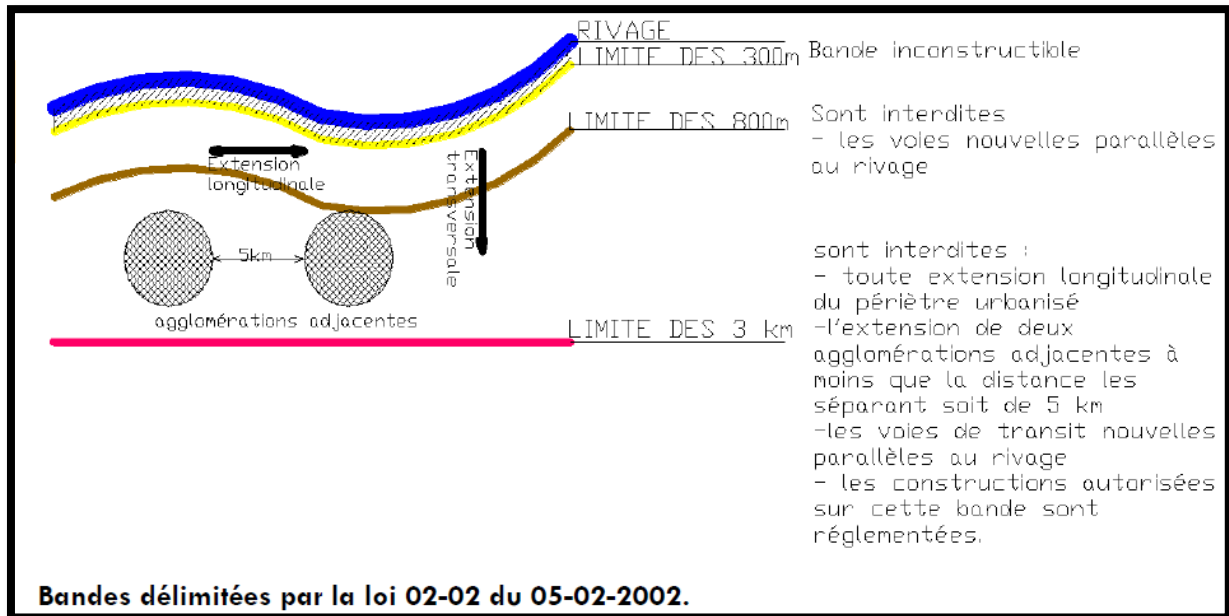 RIVAGE
LIMITE DES 300m
Bande inconstructible
LIMITE DES 800m
Sont interdites
- les voies nouvelles parallèles
au rivage
Extension
longitudinale
Extension
transversale
5km
agglomérations adjacentes
LIMITE DES 3 km
sont interdites :
- toute extension longitudinale
du périètre urbanisé
-l'extension de deux
agglomérations adjacentes à
moins que la distance les
séparant soit de 5 km
-les voies de transit nouvelles
parallèles au rivage
- les constructions autorisées
sur cette bande sont
réglementées.
Bandes délimitées par la loi 02-02 du 05-02-2002.